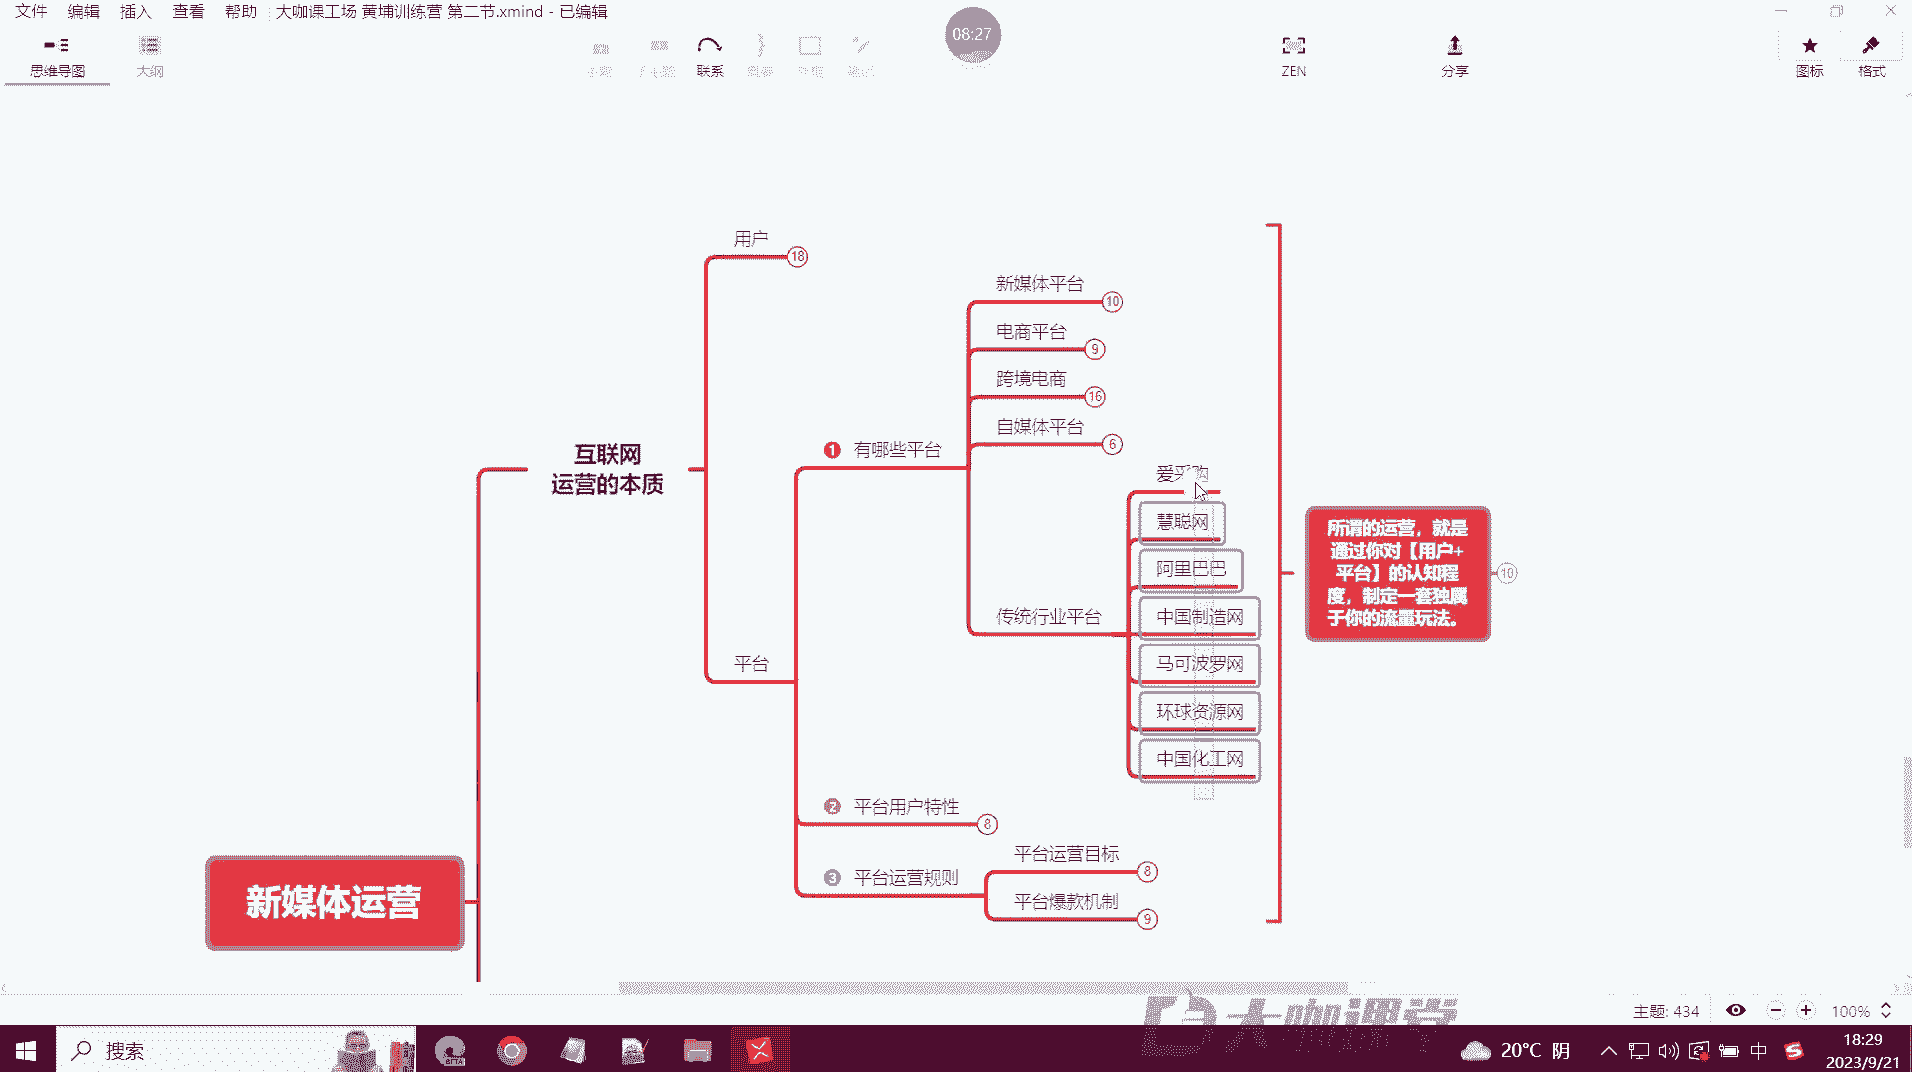 文件 编辑 插入 查看 帮助 大咖课工场 黄埔训练营 第二节.xmind - 已编辑
08:27
思维导图 大纲 联系 ZEN 分享 图标 格式
用户 18
新媒体平台 10
电商平台 9
跨境电商 16
自媒体平台 6
1 有哪些平台
互联网
运营的本质
爱采购
慧聪网
阿里巴巴
传统行业平台
中国制造网
马可波罗网
环球资源网
中国化工网
所谓的运营，就是
通过你对【用户+
平台】的认知程
度，制定一套独属
于你的流量玩法。
10
平台
2 平台用户特性 8
平台运营目标 8
3 平台运营规则
平台爆款机制 9
新媒体运营
大咖课堂
主题: 434 100%
搜索
20°C 阴
中
18:29
2023/9/21